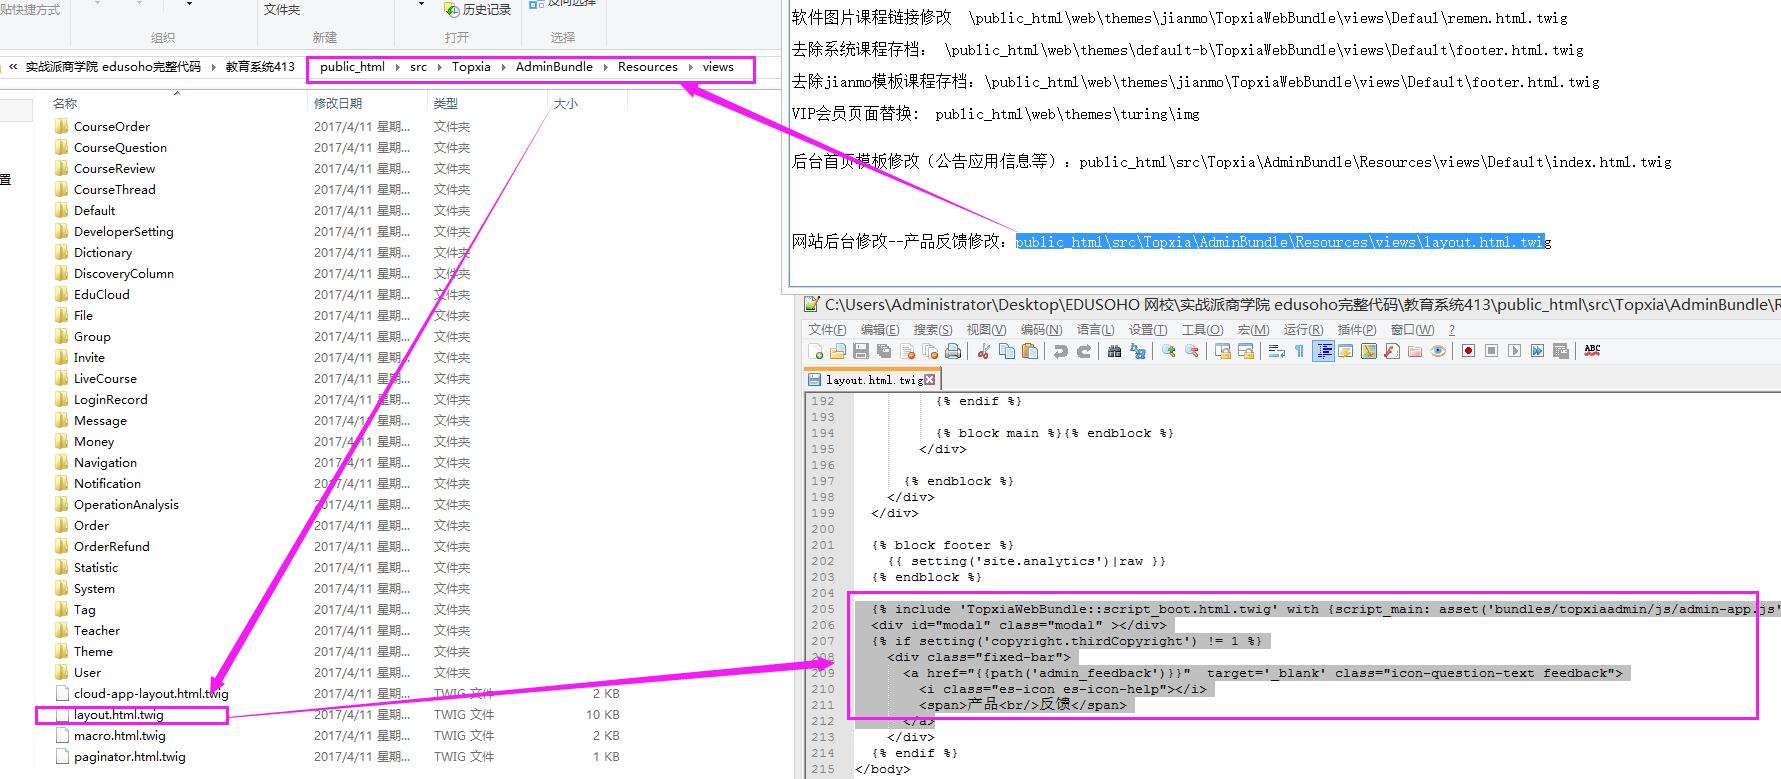 贴快捷方式
文件夹
历史记录
反向选择
组织
新建
打开
选择
« 实战派商学院 edusoho完整代码 › 教育系统413 › public_html › src › Topxia › AdminBundle › Resources › views
置
名称 修改日期 类型 大小
CourseOrder 2017/4/11 星期... 文件夹
CourseQuestion 2017/4/11 星期... 文件夹
CourseReview 2017/4/11 星期... 文件夹
CourseThread 2017/4/11 星期... 文件夹
Default 2017/4/11 星期... 文件夹
DeveloperSetting 2017/4/11 星期... 文件夹
Dictionary 2017/4/11 星期... 文件夹
DiscoveryColumn 2017/4/11 星期... 文件夹
EduCloud 2017/4/11 星期... 文件夹
File 2017/4/11 星期... 文件夹
Group 2017/4/11 星期... 文件夹
Invite 2017/4/11 星期... 文件夹
LiveCourse 2017/4/11 星期... 文件夹
LoginRecord 2017/4/11 星期... 文件夹
Message 2017/4/11 星期... 文件夹
Money 2017/4/11 星期... 文件夹
Navigation 2017/4/11 星期... 文件夹
Notification 2017/4/11 星期... 文件夹
OperationAnalysis 2017/4/11 星期... 文件夹
Order 2017/4/11 星期... 文件夹
OrderRefund 2017/4/11 星期... 文件夹
Statistic 2017/4/11 星期... 文件夹
System 2017/4/11 星期... 文件夹
Tag 2017/4/11 星期... 文件夹
Teacher 2017/4/11 星期... 文件夹
Theme 2017/4/11 星期... 文件夹
User 2017/4/11 星期... 文件夹
cloud-app-layout.html.twig 2017/4/11 星期... TWIG 文件 2 KB
layout.html.twig 2017/4/11 星期... TWIG 文件 10 KB
macro.html.twig 2017/4/11 星期... TWIG 文件 2 KB
paginator.html.twig 2017/4/11 星期... TWIG 文件 1 KB
软件图片课程链接修改 \public_html\web\themes\jianmo\TopxiaWebBundle\views\Defaul\remen.html.twig
去除系统课程存档： \public_html\web\themes\default-b\TopxiaWebBundle\views\Default\footer.html.twig
去除jianmo模板课程存档：\public_html\web\themes\jianmo\TopxiaWebBundle\views\Default\footer.html.twig
VIP会员页面替换： public_html\web\themes\turing\img
后台首页模板修改（公告应用信息等）：public_html\src\Topxia\AdminBundle\Resources\views\Default\index.html.twig
网站后台修改--产品反馈修改：public_html\src\Topxia\AdminBundle\Resources\views\layout.html.twig
C:\Users\Administrator\Desktop\EDUSOHO 网校\实战派商学院 edusoho完整代码\教育系统413\public_html\src\Topxia\AdminBundle\R
文件(F) 编辑(E) 搜索(S) 视图(V) 编码(N) 语言(L) 设置(T) 工具(O) 宏(M) 运行(R) 插件(P) 窗口(W) ?
ABC
layout.html.twig
192 {% endif %}
193
194 {% block main %}{% endblock %}
195 </div>
196
197 {% endblock %}
198 </div>
199 </div>
200
201 {% block footer %}
202 {{ setting('site.analytics')|raw }}
203 {% endblock %}
204
205 {% include 'TopxiaWebBundle::script_boot.html.twig' with {script_main: asset('bundles/topxiaadmin/js/admin-app.js'
206 <div id="modal" class="modal" ></div>
207 {% if setting('copyright.thirdCopyright') != 1 %}
208 <div class="fixed-bar">
209 <a href="{{path('admin_feedback')}}" target='_blank' class="icon-question-text feedback">
210 <i class="es-icon es-icon-help"></i>
211 <span>产品<br/>反馈</span>
212 </a>
213 </div>
214 {% endif %}
215 </body>